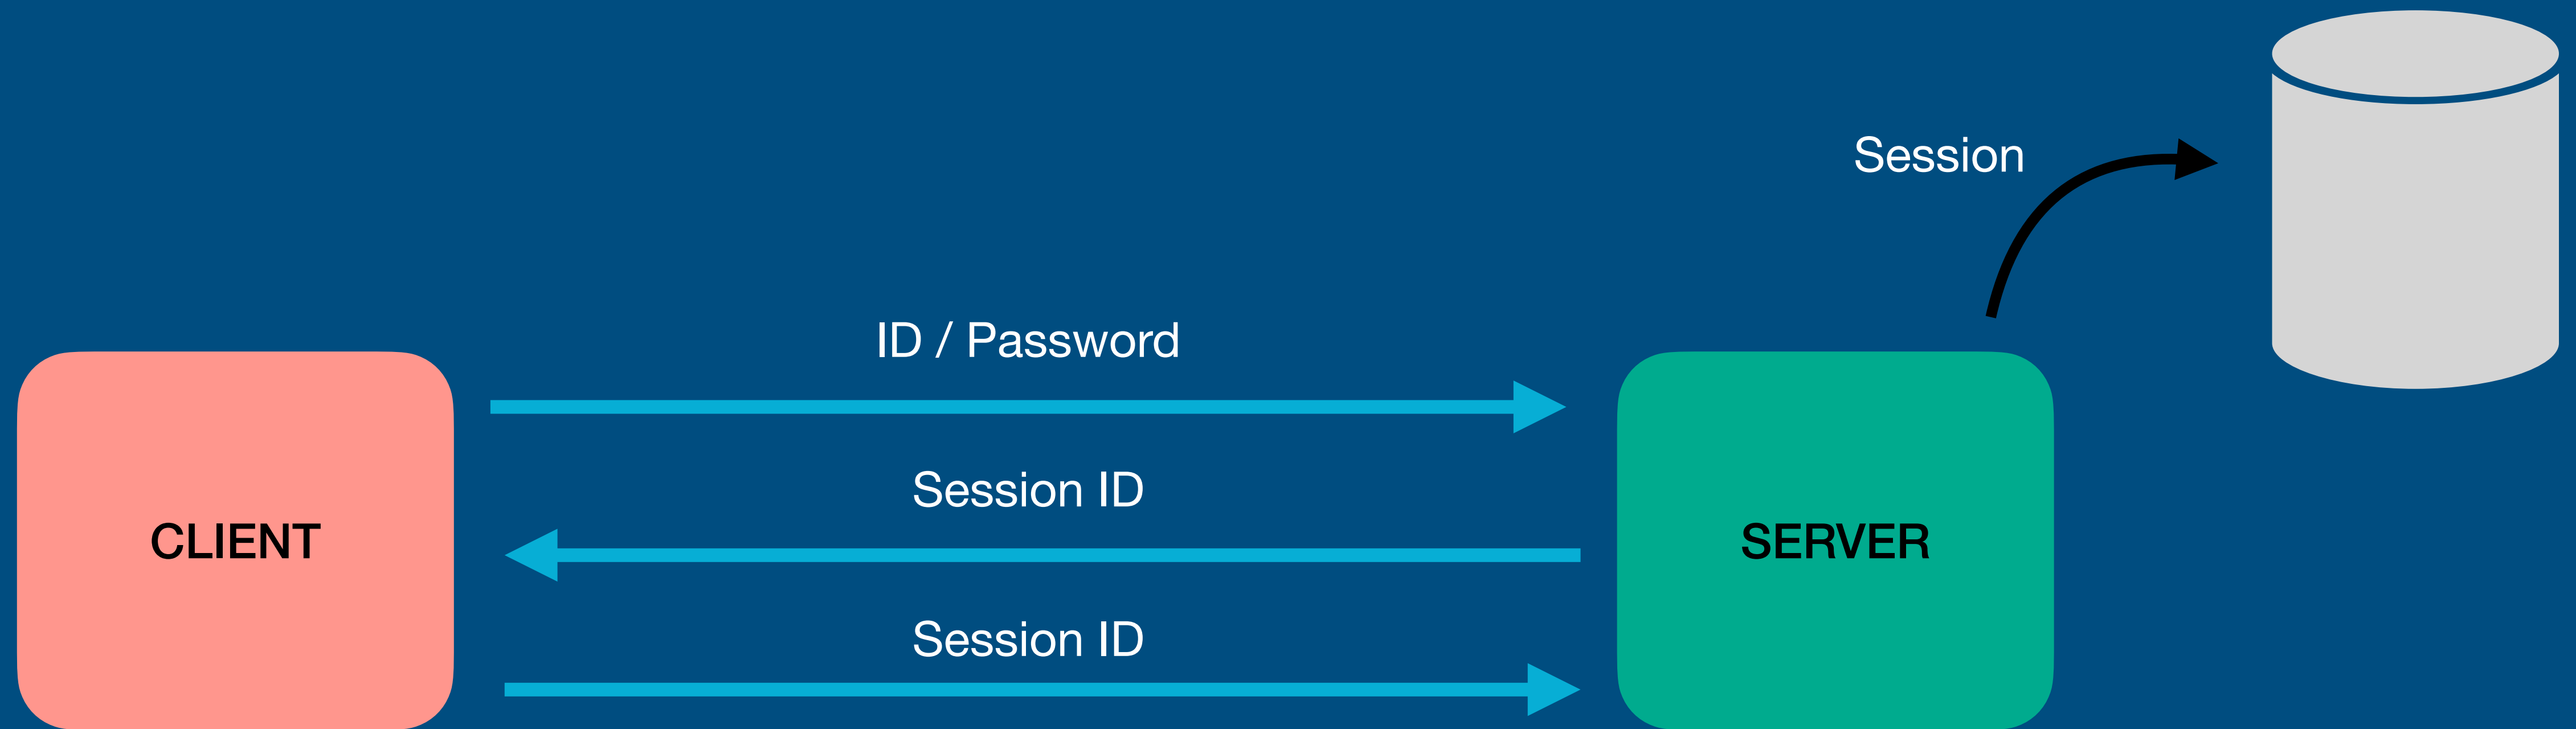 Session
ID / Password
Session ID
CLIENT
SERVER
Session ID